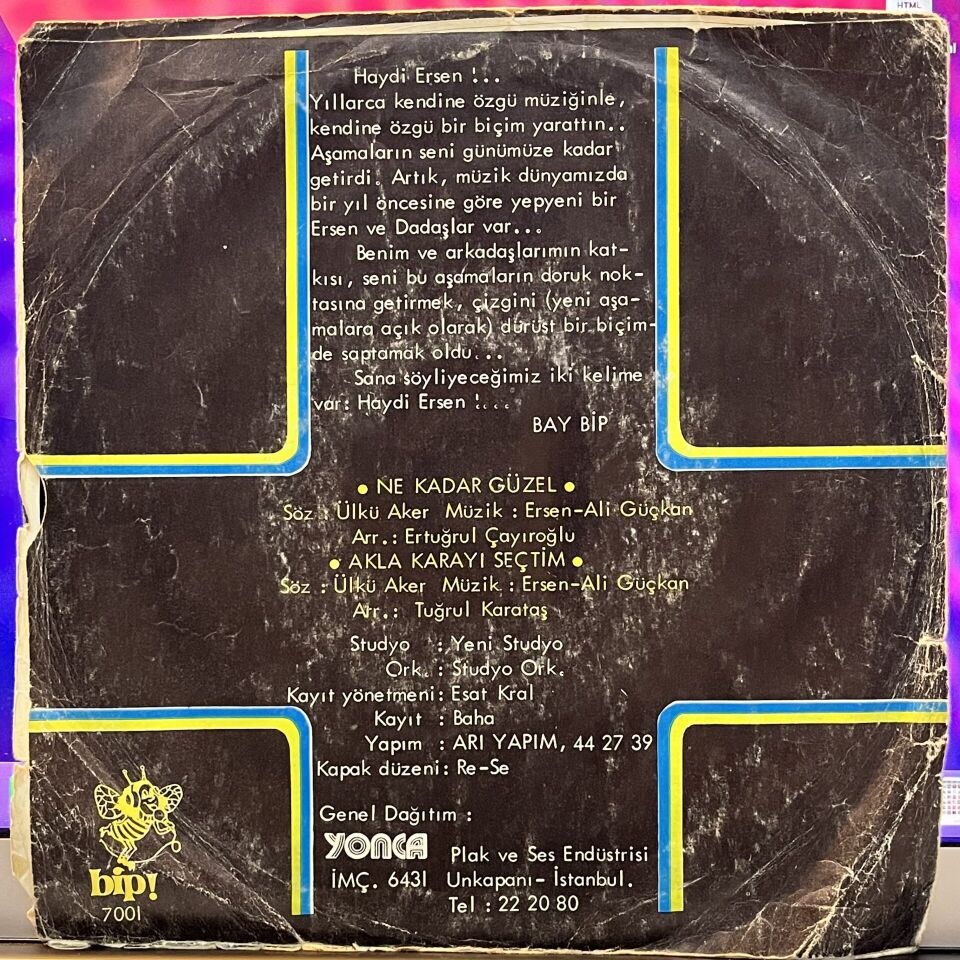 HTML
Haydi Ersen !...
Yıllarca kendine özgü müziğinle,
kendine özgü bir biçim yarattın..
Aşamaların seni günümüze kadar
getirdi. Artık, müzik dünyamızda
bir yıl öncesine göre yepyeni bir
Ersen ve Dadaşlar var...
Benim ve arkadaşlarımın kat-
kısı, seni bu aşamaların doruk nok-
tasına getirmek, çizgini (yeni aşa-
malara açık olarak) dürüst bir biçim-
de saptamak oldu...
Sana söyliyeceğimiz iki kelime
var: Haydi Ersen !....
BAY BİP
• NE KADAR GÜZEL •
Söz : Ülkü Aker Müzik : Ersen-Ali Güçkan
Arr.: Ertuğrul Çayıroğlu
• AKLA KARAYI SEÇTİM •
Söz : Ülkü Aker Müzik : Ersen-Ali Güçkan
Arr.: Tuğrul Karataş
Studyo : Yeni Studyo
Ork. : Studyo Ork.
Kayıt yönetmeni: Esat Kral
Kayıt : Baha
Yapım : ARI YAPIM, 44 27 39
Kapak düzeni: Re-Se
Genel Dağıtım :
YONCA Plak ve Ses Endüstrisi
İMÇ. 6431 Unkapanı- İstanbul.
Tel : 22 20 80
bip!
7001